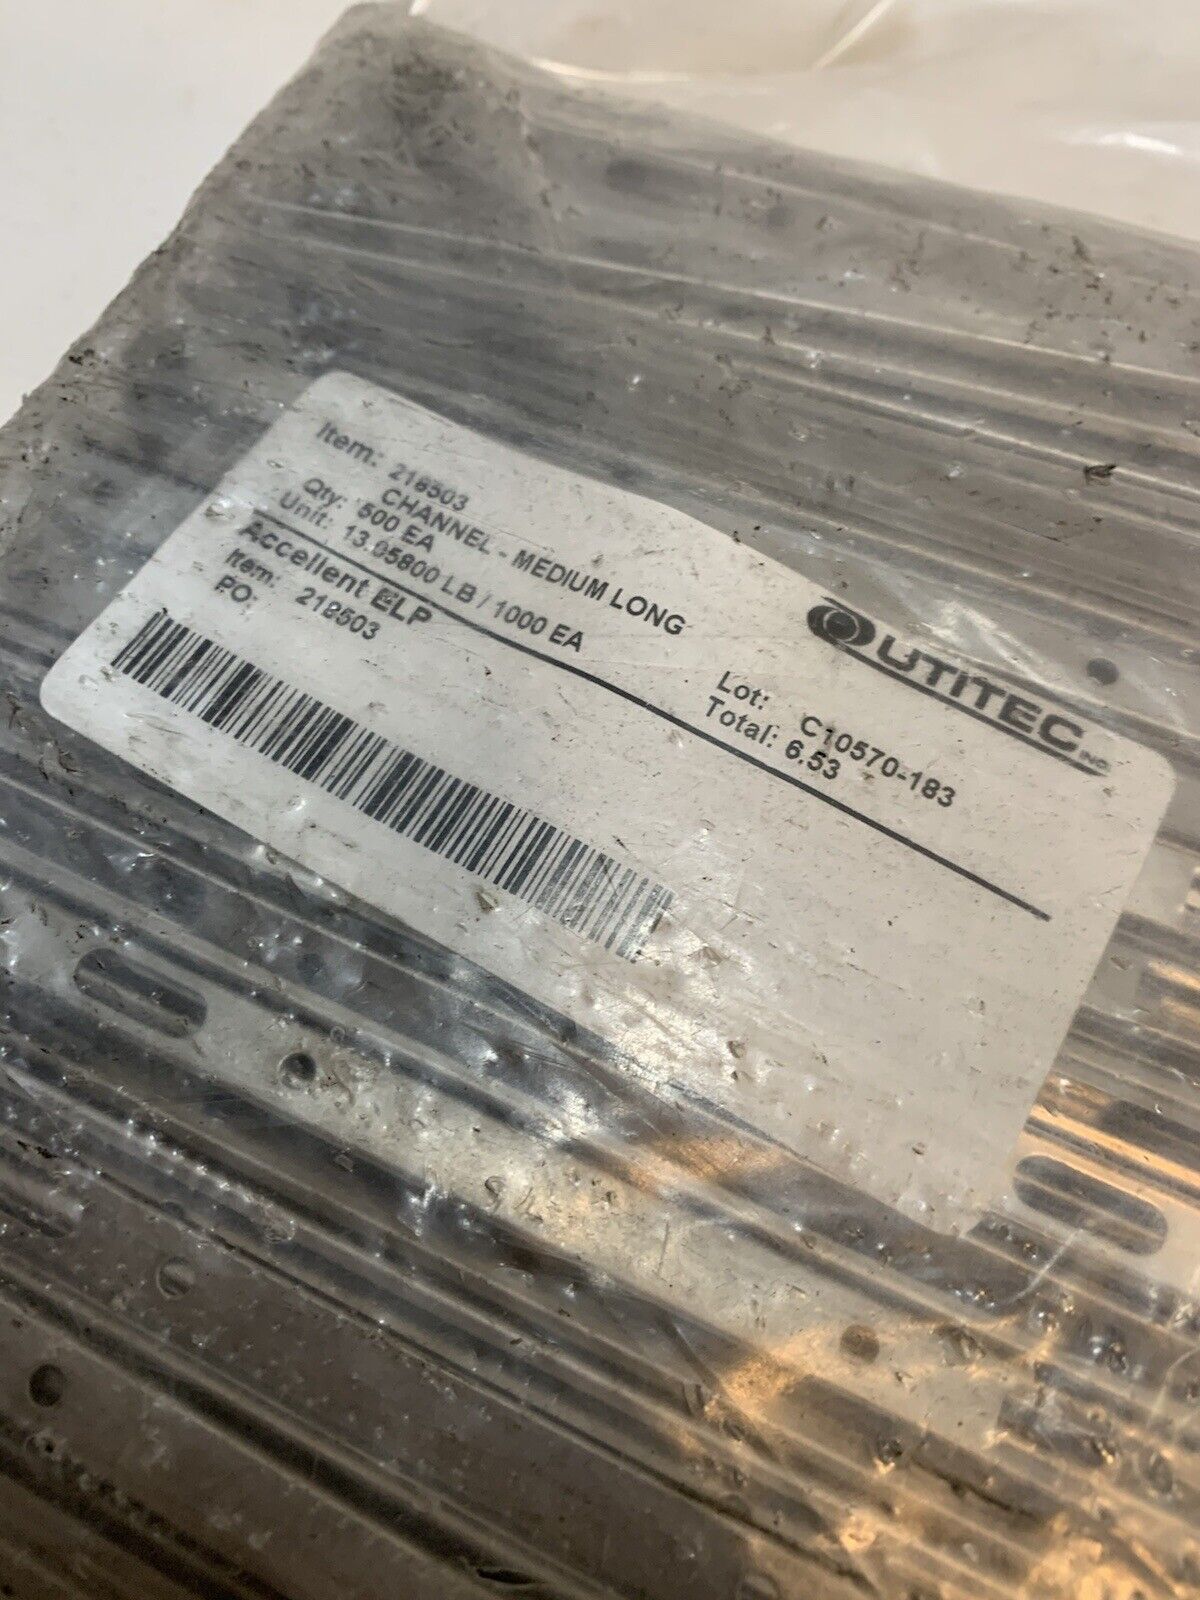 Item: 218503
CHANNEL - MEDIUM LONG
Qty: 500 EA
Unit: 13.05800 LB / 1000 EA
UTITEC INC.
Lot: C10570-183
Total: 6.53
Accellent ELP
Item: 218503
PO: